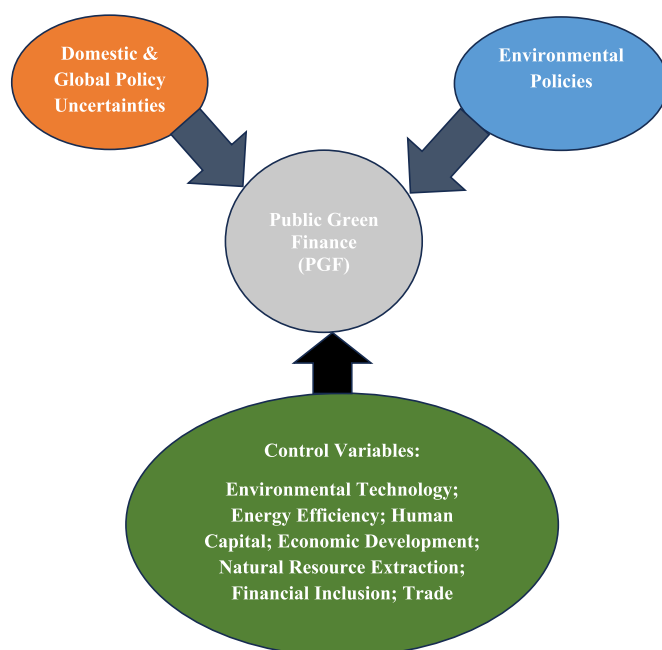 Domestic &
Global Policy
Uncertainties
Environmental
Policies
Public Green
Finance
(PGF)
Control Variables:
Environmental Technology;
Energy Efficiency; Human
Capital; Economic Development;
Natural Resource Extraction;
Financial Inclusion; Trade